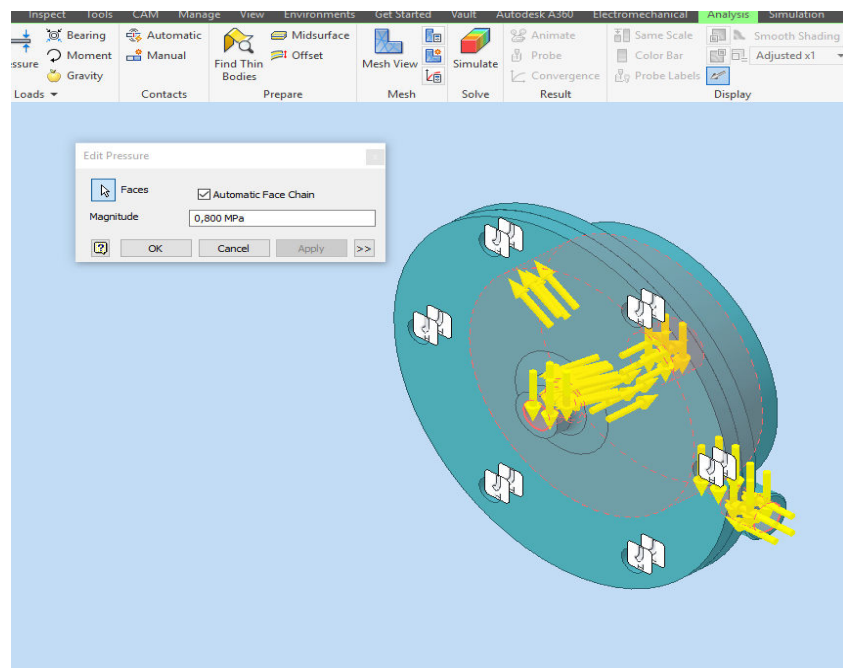 Inspect Tools CAM Manage View Environments Get Started Vault Autodesk A360 Electromechanical Analysis Simulation
Bearing Automatic Midsurface Animate Same Scale Smooth Shading
ssure Moment Manual Find Thin Bodies Offset Mesh View Simulate Probe Color Bar Adjusted x1
Gravity Convergence Probe Labels
Loads Contacts Prepare Mesh Solve Result Display
Edit Pressure
Faces Automatic Face Chain
Magnitude 0,800 MPa
OK Cancel Apply >>